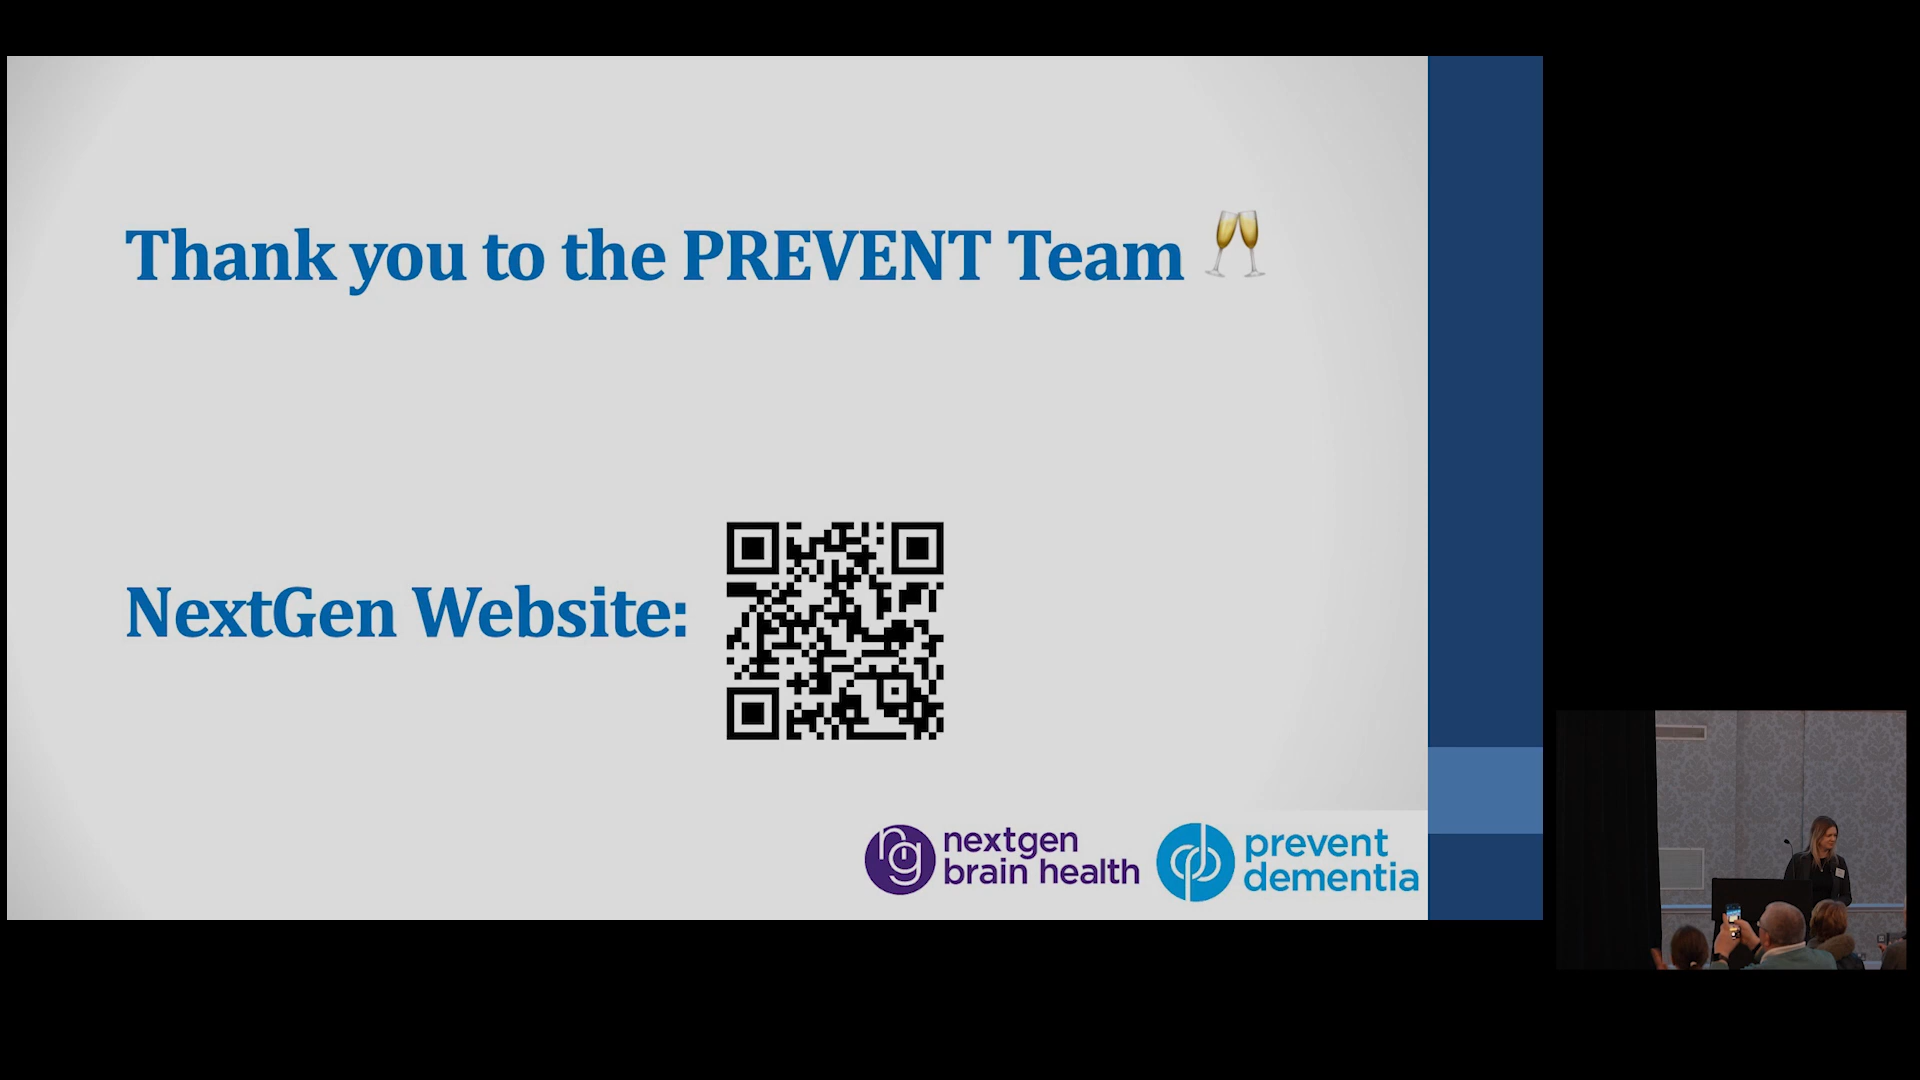 Thank you to the PREVENT Team 🥂
NextGen Website:
nextgen
brain health
prevent
dementia